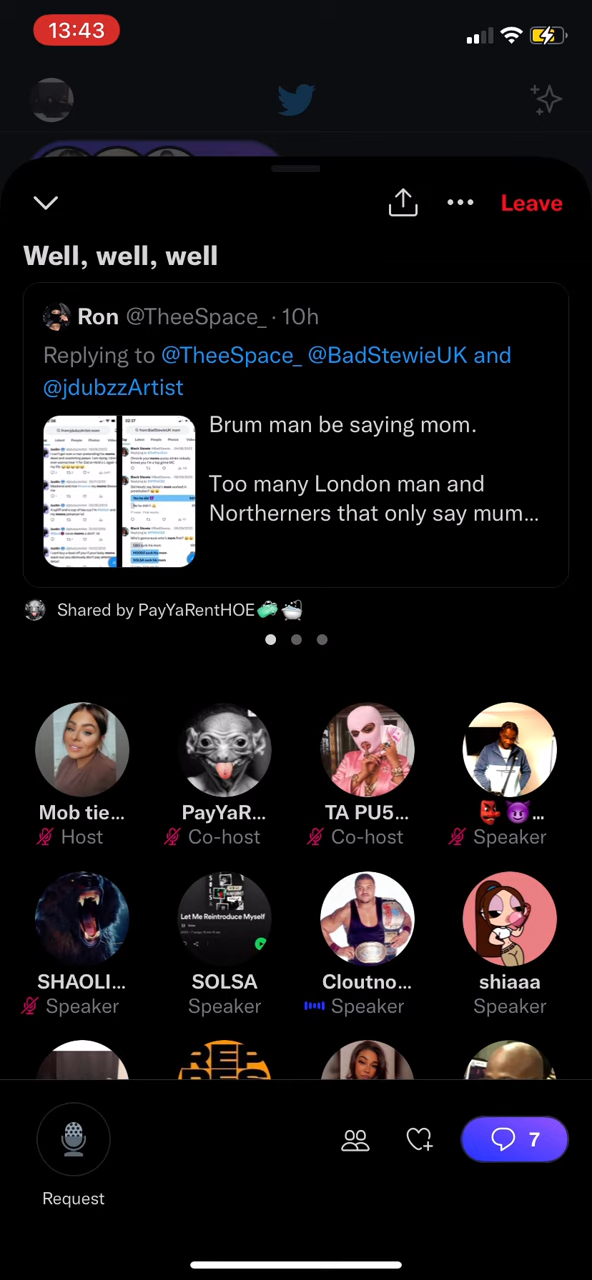 13:43
Leave
Well, well, well
Ron @TheeSpace_ · 10h
Replying to @TheeSpace_ @BadStewieUK and
@jdubzzArtist
Brum man be saying mom.
Too many London man and
Northerners that only say mum...
Shared by PayYaRentHOE🧼🛀
Mob tie... PayYaR... TA PU5... 👺😈...
Host Co-host Co-host Speaker
Let Me Reintroduce Myself
SHAOLI... SOLSA Cloutno... shiaaa
Speaker Speaker Speaker Speaker
REP
7
Request